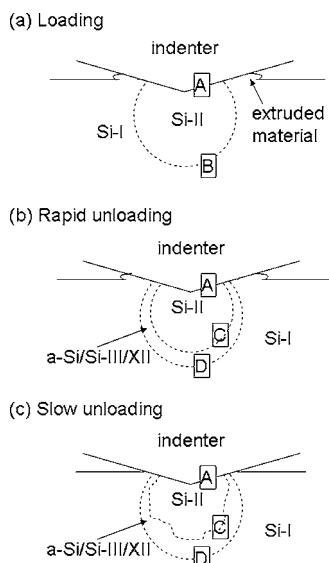 (a) Loading
indenter
A
Si-II
Si-I
extruded
material
B
(b) Rapid unloading
indenter
A
Si-II
C
Si-I
a-Si/Si-III/XII
D
(c) Slow unloading
indenter
A
Si-II
C
Si-I
a-Si/Si-III/XII
D